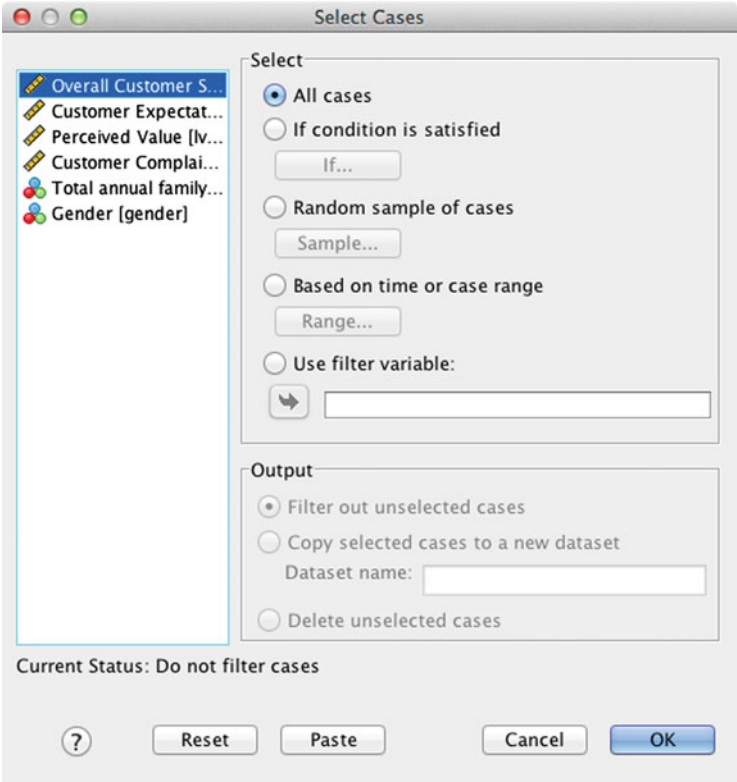 Select Cases
Overall Customer S...
Customer Expectat...
Perceived Value [lv...
Customer Complai...
Total annual family...
Gender [gender]
Select
All cases
If condition is satisfied
If...
Random sample of cases
Sample...
Based on time or case range
Range...
Use filter variable:
Output
Filter out unselected cases
Copy selected cases to a new dataset
Dataset name:
Delete unselected cases
Current Status: Do not filter cases
?
Reset
Paste
Cancel
OK